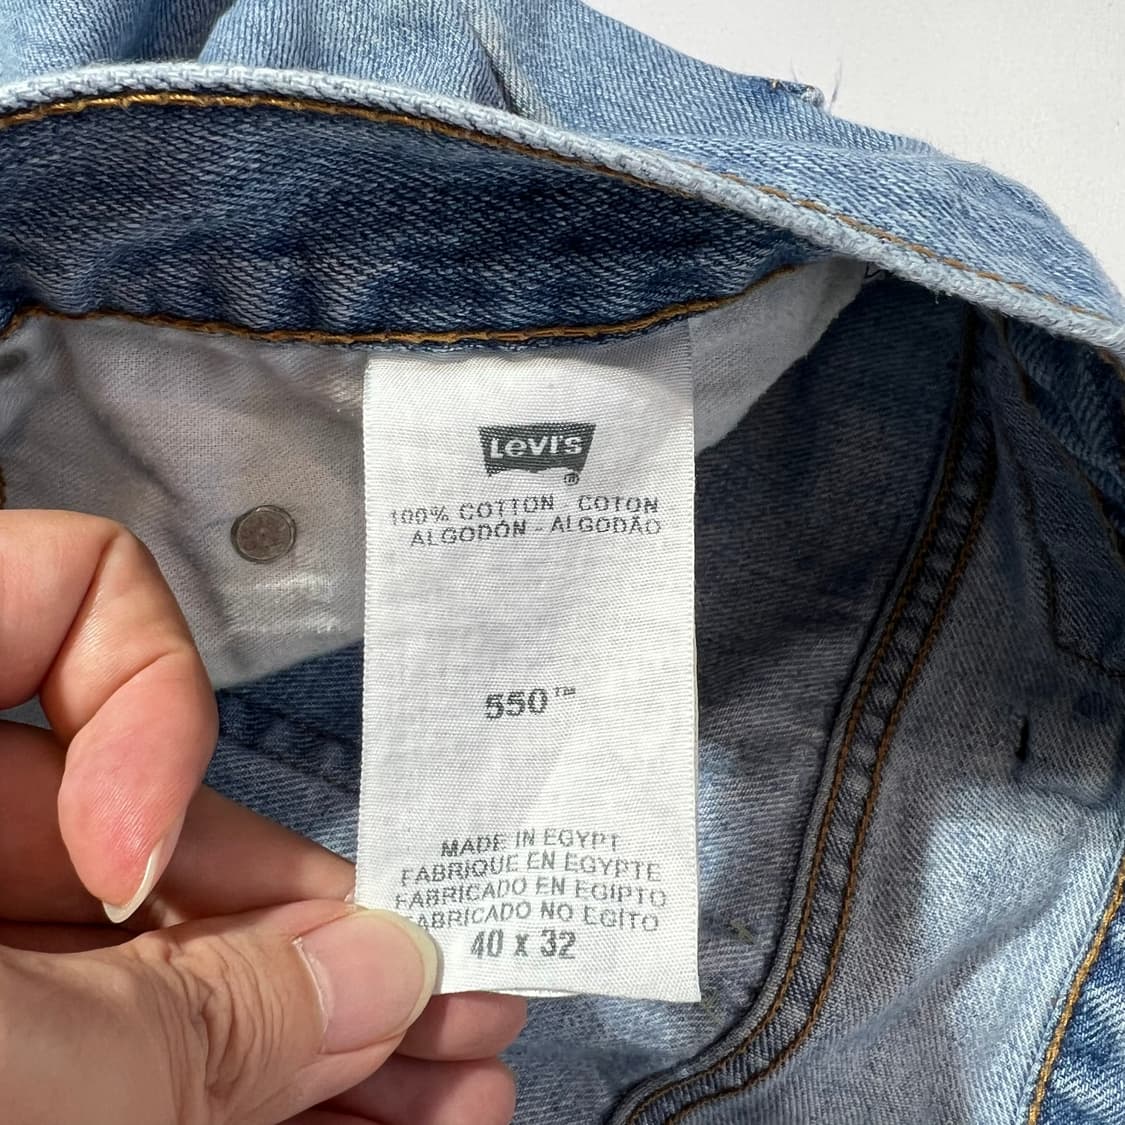 Levi's
®
100% COTTON COTON
ALGODÓN - ALGODÃO
550™
MADE IN EGYPT
FABRIQUE EN EGYPTE
FABRICADO EN EGIPTO
FABRICADO NO EGITO
40 x 32